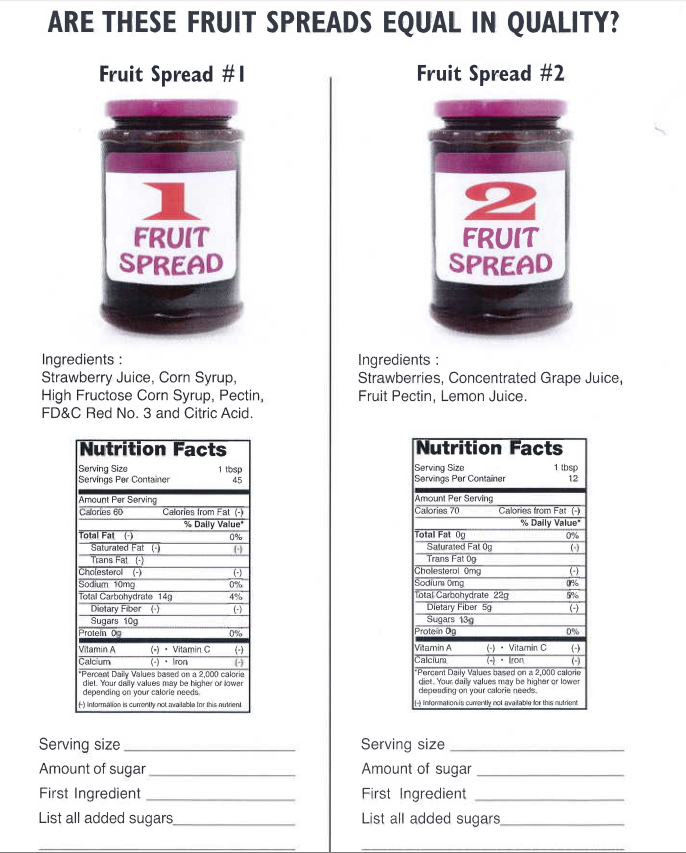 ARE THESE FRUIT SPREADS EQUAL IN QUALITY?
Fruit Spread #1
1
FRUIT
SPREAD
Ingredients :
Strawberry Juice, Corn Syrup,
High Fructose Corn Syrup, Pectin,
FD&C Red No. 3 and Citric Acid.
Nutrition Facts
Serving Size 1 tbsp
Servings Per Container 45
Amount Per Serving
Calories 60 Calories from Fat (-)
% Daily Value*
Total Fat (-) 0%
Saturated Fat (-) (-)
Trans Fat (-)
Cholesterol (-) (-)
Sodium 10mg 0%
Total Carbohydrate 14g 4%
Dietary Fiber (-) (-)
Sugars 10g
Protein 0g 0%
Vitamin A (-) • Vitamin C (-)
Calcium (-) • Iron (-)
*Percent Daily Values based on a 2,000 calorie
diet. Your daily values may be higher or lower
depending on your calorie needs.
(-) Information is currently not available for this nutrient
Serving size
Amount of sugar
First Ingredient
List all added sugars
Fruit Spread #2
2
FRUIT
SPREAD
Ingredients :
Strawberries, Concentrated Grape Juice,
Fruit Pectin, Lemon Juice.
Nutrition Facts
Serving Size 1 tbsp
Servings Per Container 12
Amount Per Serving
Calories 70 Calories from Fat (-)
% Daily Value*
Total Fat 0g 0%
Saturated Fat 0g (-)
Trans Fat 0g
Cholesterol 0mg (-)
Sodium 0mg 0%
Total Carbohydrate 22g 5%
Dietary Fiber 5g (-)
Sugars 13g
Protein 0g 0%
Vitamin A (-) • Vitamin C (-)
Calcium (-) • Iron (-)
*Percent Daily Values based on a 2,000 calorie
diet. Your daily values may be higher or lower
depending on your calorie needs.
(-) Information is currently not available for this nutrient
Serving size
Amount of sugar
First Ingredient
List all added sugars